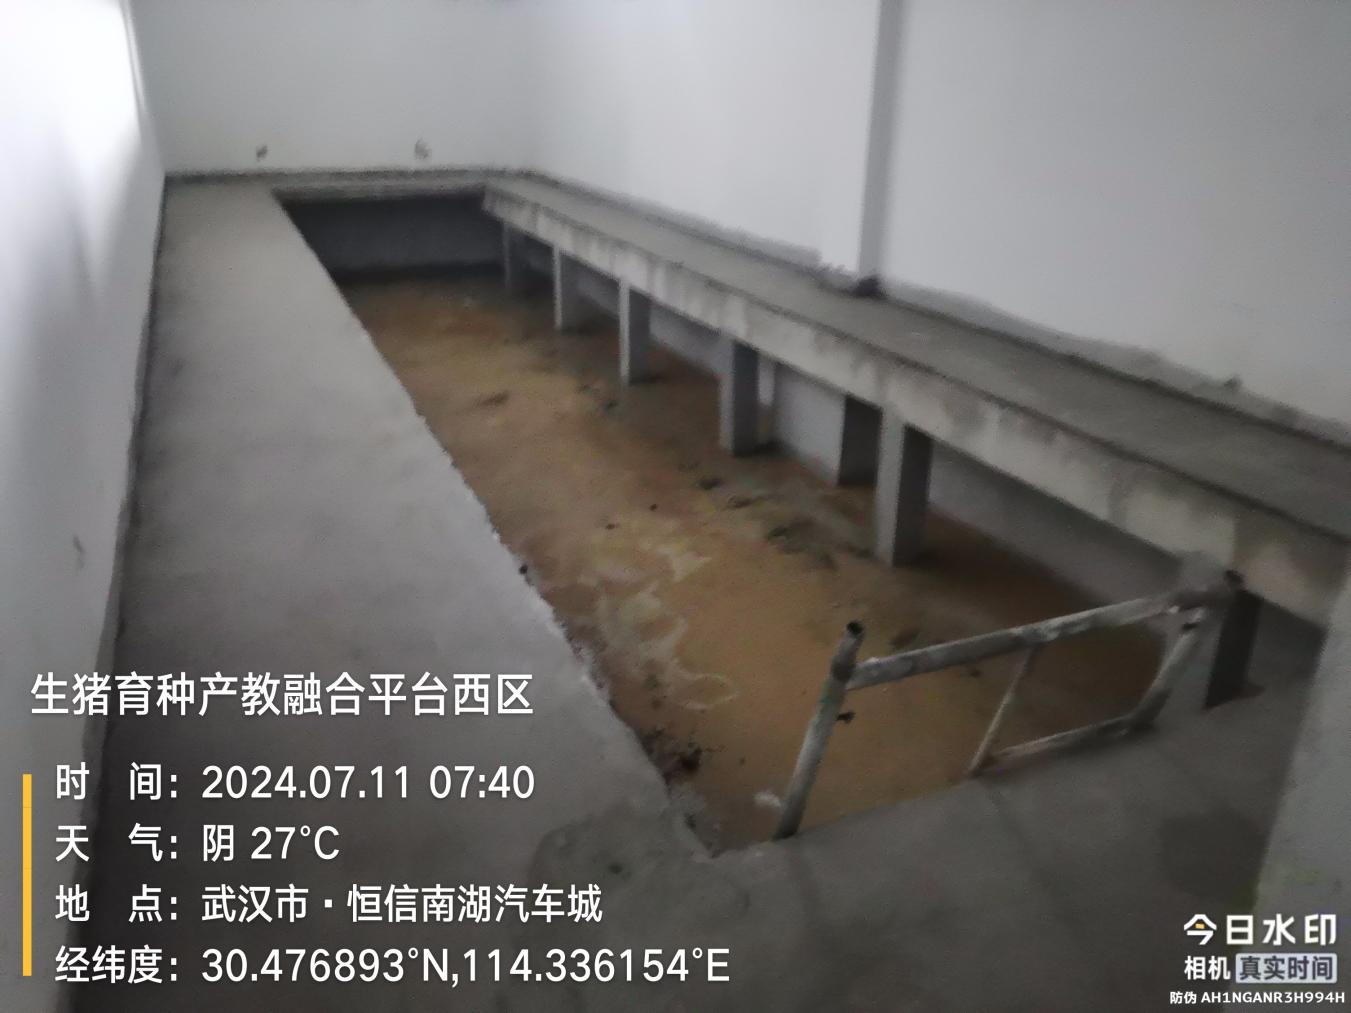 生猪育种产教融合平台西区
时 间：2024.07.11 07:40
天 气：阴 27°C
地 点：武汉市·恒信南湖汽车城
经纬度：30.476893°N,114.336154°E
今日水印
相机 真实时间
防伪 AH1NGANR3H994H